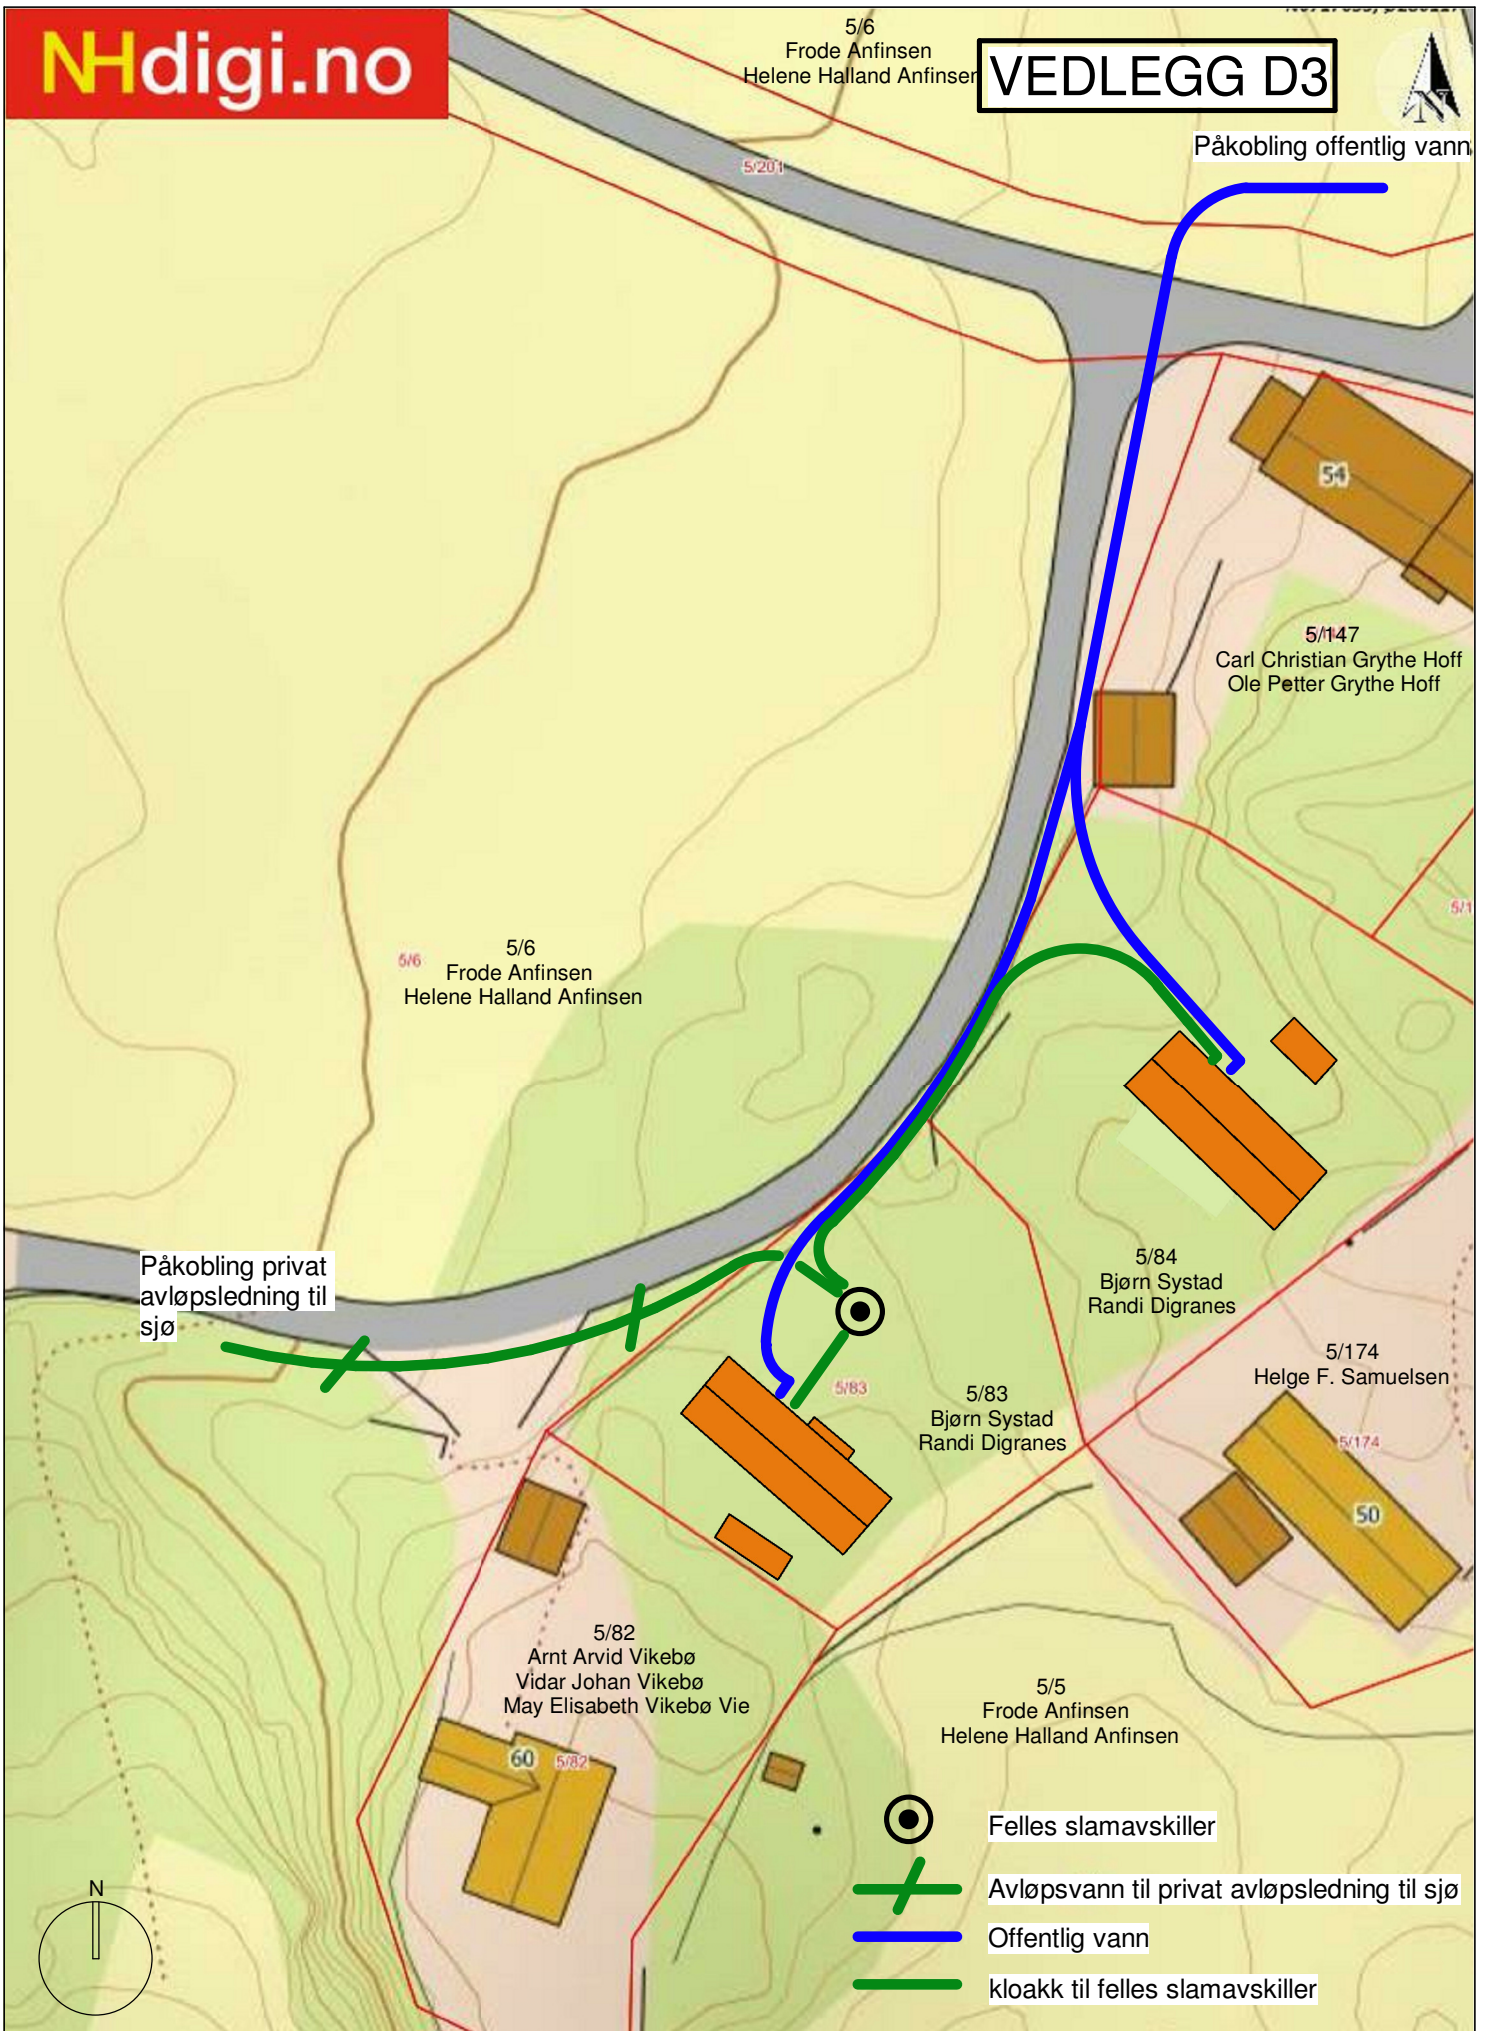 NHdigi.no
5/6
Frode Anfinsen
Helene Halland Anfinsen
VEDLEGG D3
N
Påkobling offentlig vann
5/201
54
5/147
Carl Christian Grythe Hoff
Ole Petter Grythe Hoff
5/1
5/6
5/6
Frode Anfinsen
Helene Halland Anfinsen
Påkobling privat
avløpsledning til
sjø
5/84
Bjørn Systad
Randi Digranes
5/174
Helge F. Samuelsen
5/83
5/83
Bjørn Systad
Randi Digranes
5/174
50
5/82
Arnt Arvid Vikebø
Vidar Johan Vikebø
May Elisabeth Vikebø Vie
60
5/82
5/5
Frode Anfinsen
Helene Halland Anfinsen
Felles slamavskiller
Avløpsvann til privat avløpsledning til sjø
Offentlig vann
kloakk til felles slamavskiller
N